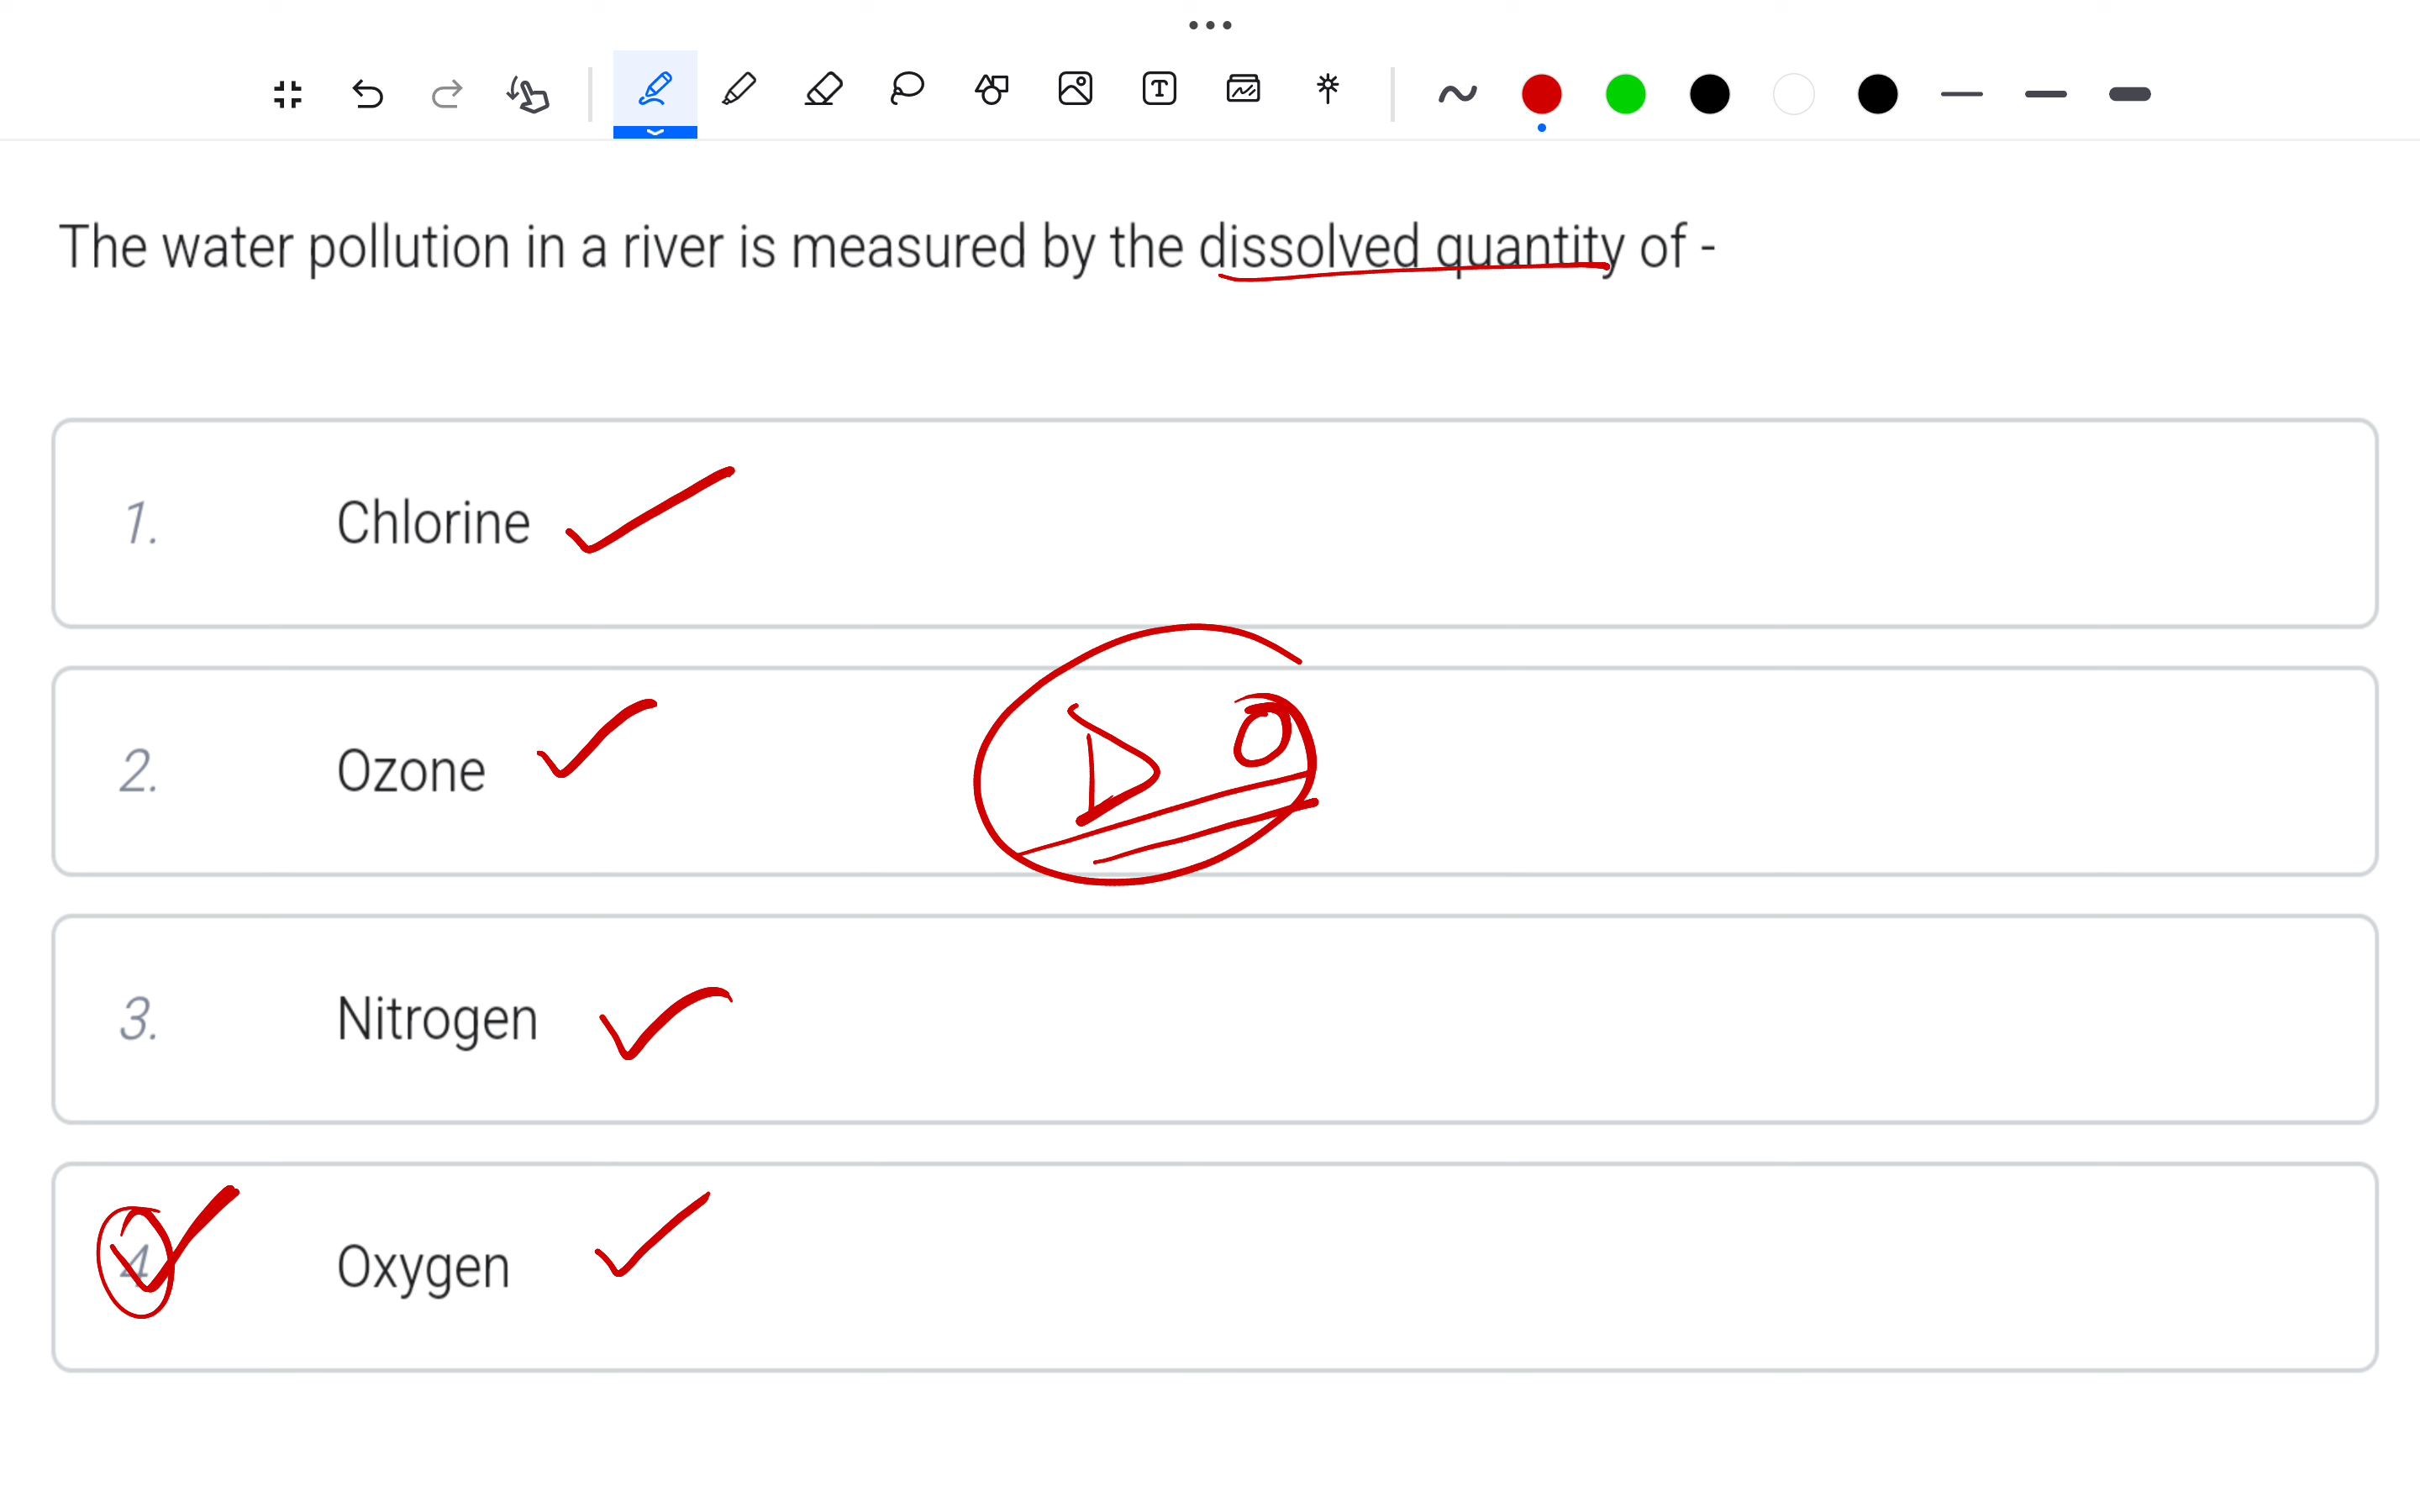 The water pollution in a river is measured by the dissolved quantity of -
1. Chlorine
2. Ozone
D O
3. Nitrogen
4. Oxygen